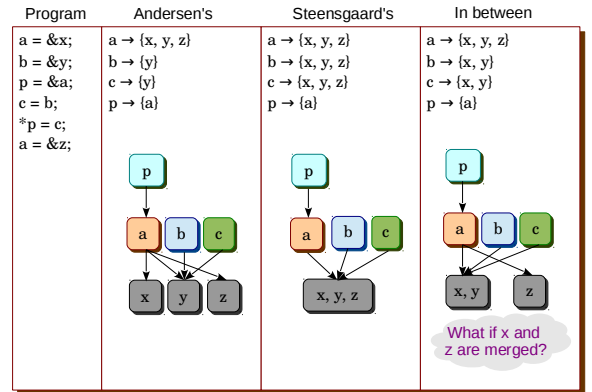 Program
Andersen's
Steensgaard's
In between
a = &x;
b = &y;
p = &a;
c = b;
*p = c;
a = &z;
a → {x, y, z}
b → {y}
c → {y}
p → {a}
a → {x, y, z}
b → {x, y, z}
c → {x, y, z}
p → {a}
a → {x, y, z}
b → {x, y}
c → {x, y}
p → {a}
p
a b c
x y z
p
a b c
x, y, z
p
a b c
x, y z
What if x and
z are merged?